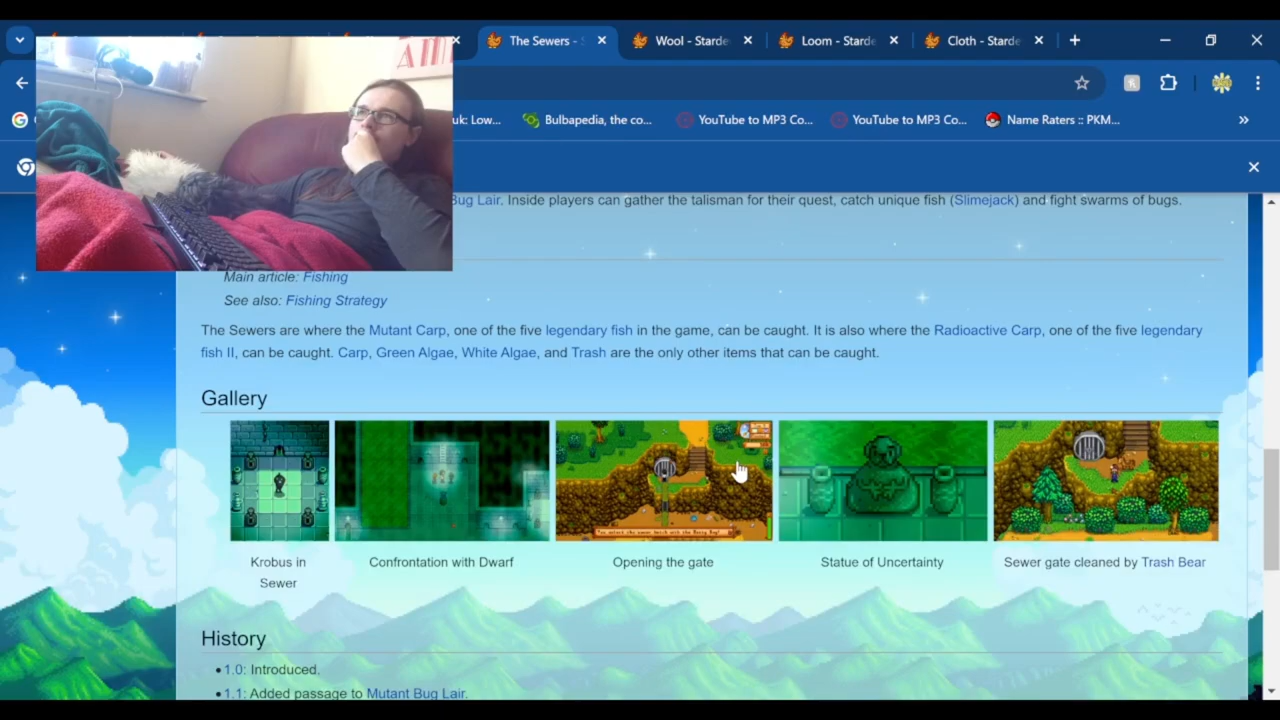 The Sewers - S
Wool - Starde
Loom - Starde
Cloth - Starde
AM
uk: Low...
Bulbapedia, the co...
YouTube to MP3 Co...
YouTube to MP3 Co...
Name Raters :: PKM...
Bug Lair. Inside players can gather the talisman for their quest, catch unique fish (Slimejack) and fight swarms of bugs.
Main article: Fishing
See also: Fishing Strategy
The Sewers are where the Mutant Carp, one of the five legendary fish in the game, can be caught. It is also where the Radioactive Carp, one of the five legendary
fish II, can be caught. Carp, Green Algae, White Algae, and Trash are the only other items that can be caught.
Gallery
Krobus in
Sewer
Confrontation with Dwarf
Opening the gate
Statue of Uncertainty
Sewer gate cleaned by Trash Bear
History
•1.0: Introduced.
•1.1: Added passage to Mutant Bug Lair.